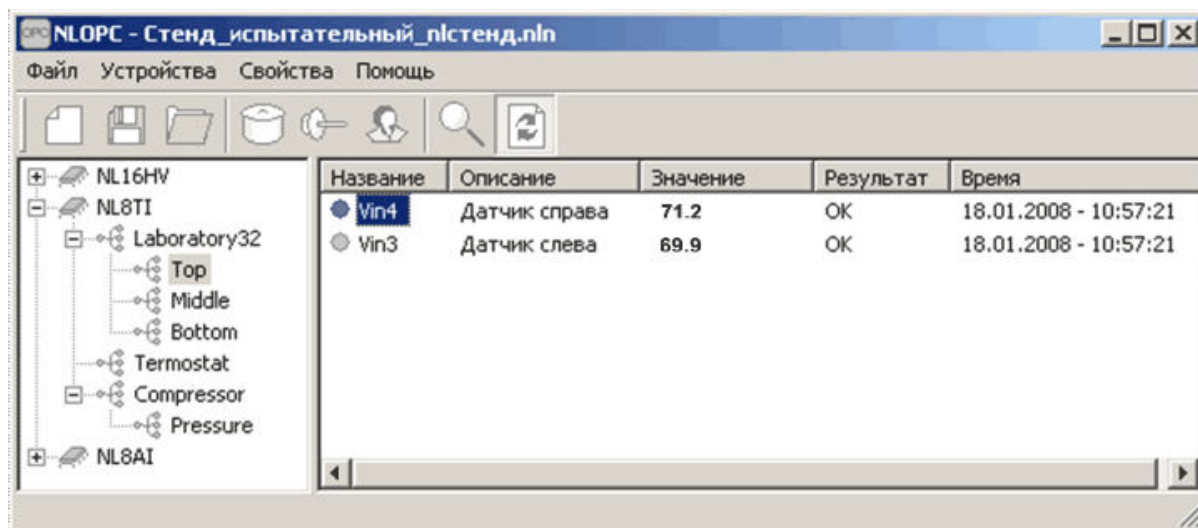 OPC NLOPC - Стенд_испытательный_nlстенд.nln
Файл Устройства Свойства Помощь
NL16HV
NL8TI
Laboratory32
Top
Middle
Bottom
Termostat
Compressor
Pressure
NL8AI
Название Описание Значение Результат Время
Vin4 Датчик справа 71.2 OK 18.01.2008 - 10:57:21
Vin3 Датчик слева 69.9 OK 18.01.2008 - 10:57:21